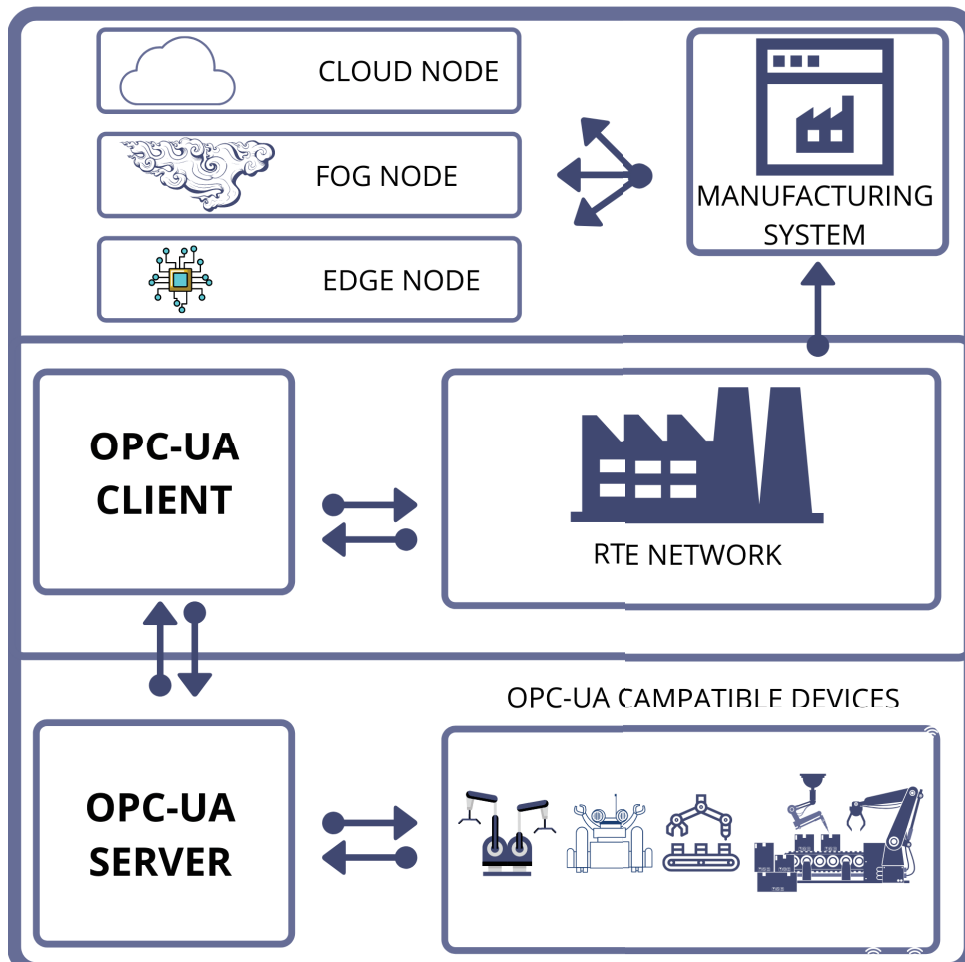 CLOUD NODE
FOG NODE
EDGE NODE
MANUFACTURING
SYSTEM
OPC-UA
CLIENT
RTE NETWORK
OPC-UA CAMPATIBLE DEVICES
OPC-UA
SERVER